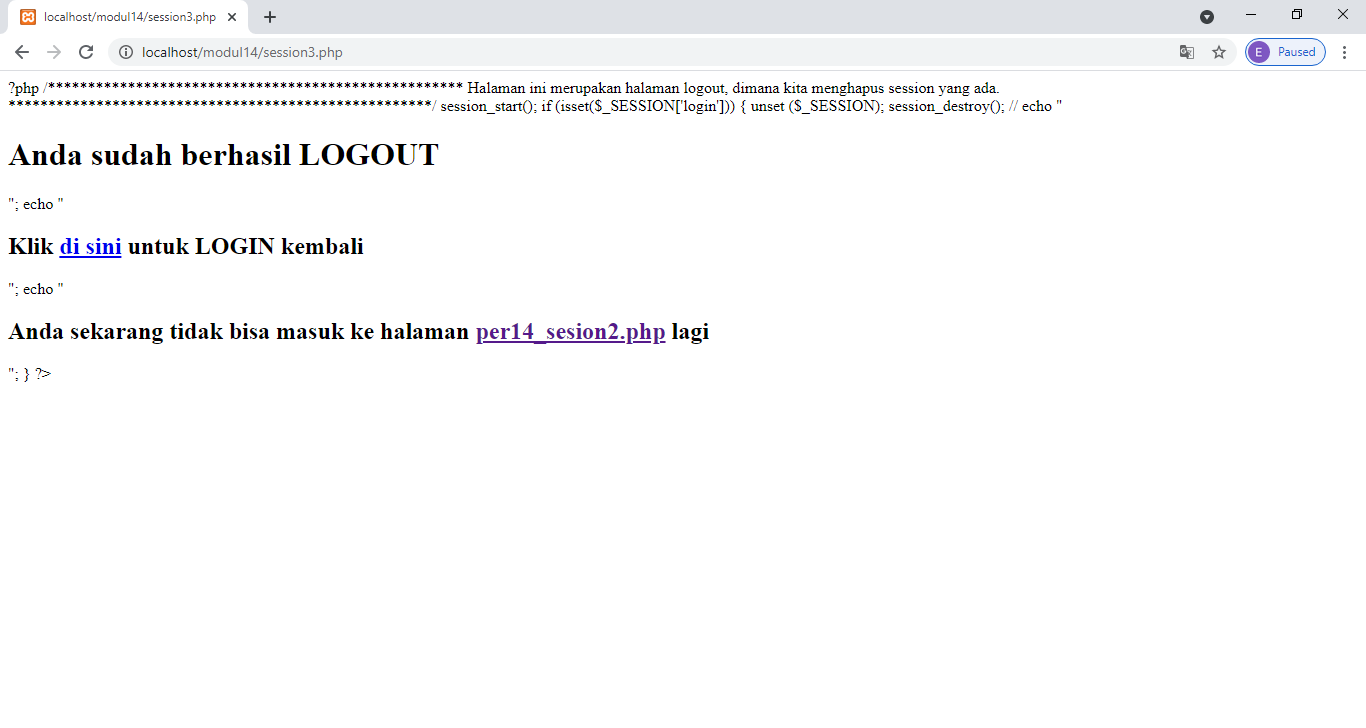 localhost/modul14/session3.php
localhost/modul14/session3.php
E Paused
?php /**************************************************** Halaman ini merupakan halaman logout, dimana kita menghapus session yang ada.
*****************************************************/ session_start(); if (isset($_SESSION['login'])) { unset ($_SESSION); session_destroy(); // echo "
Anda sudah berhasil LOGOUT
"; echo "
Klik di sini untuk LOGIN kembali
"; echo "
Anda sekarang tidak bisa masuk ke halaman per14_sesion2.php lagi
"; } ?>